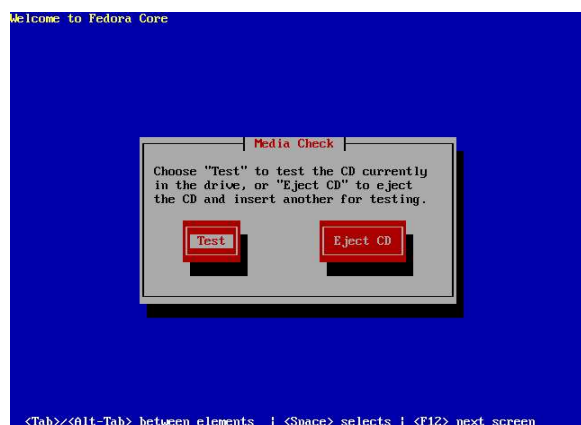 Welcome to Fedora Core
Media Check
Choose "Test" to test the CD currently
in the drive, or "Eject CD" to eject
the CD and insert another for testing.
Test
Eject CD
<Tab>/<Alt-Tab> between elements | <Space> selects | <F12> next screen